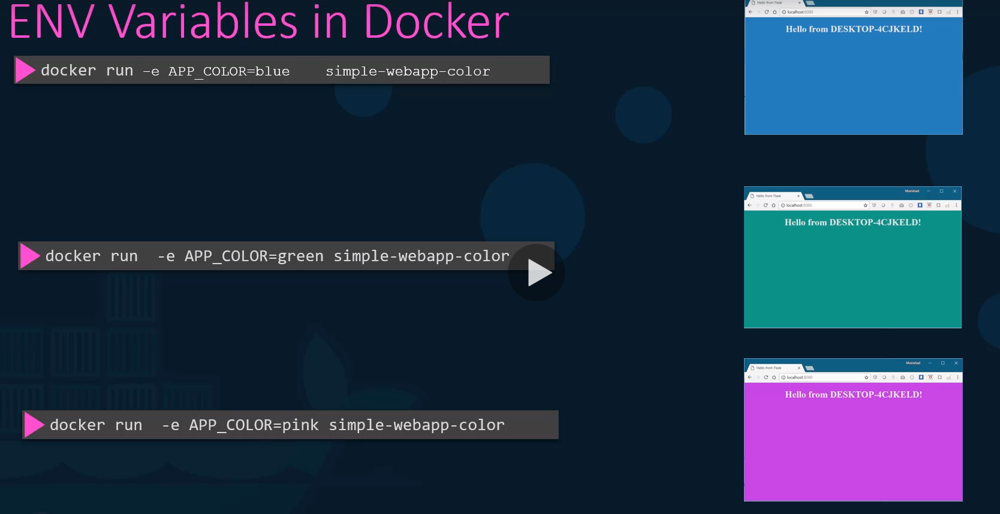 ENV Variables in Docker
Hello from Flask
localhost:8080
Hello from DESKTOP-4CJKELD!
docker run -e APP_COLOR=blue simple-webapp-color
Mumshad
Hello from Flask
localhost:8080
Hello from DESKTOP-4CJKELD!
docker run -e APP_COLOR=green simple-webapp-color
Mumshad
Hello from Flask
localhost:8080
Hello from DESKTOP-4CJKELD!
docker run -e APP_COLOR=pink simple-webapp-color